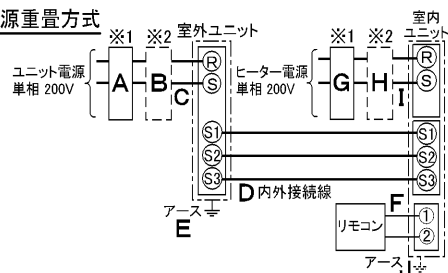 源重畳方式
※1 ※2 室外ユニット
ユニット電源
単相 200V
A B C R S
S1
S2
S3
D 内外接続線
アース
E
※1 ※2 室内
ユニット
ヒーター電源
単相 200V
G H I R S
S1
S2
S3
リモコン F ① ②
アース
J